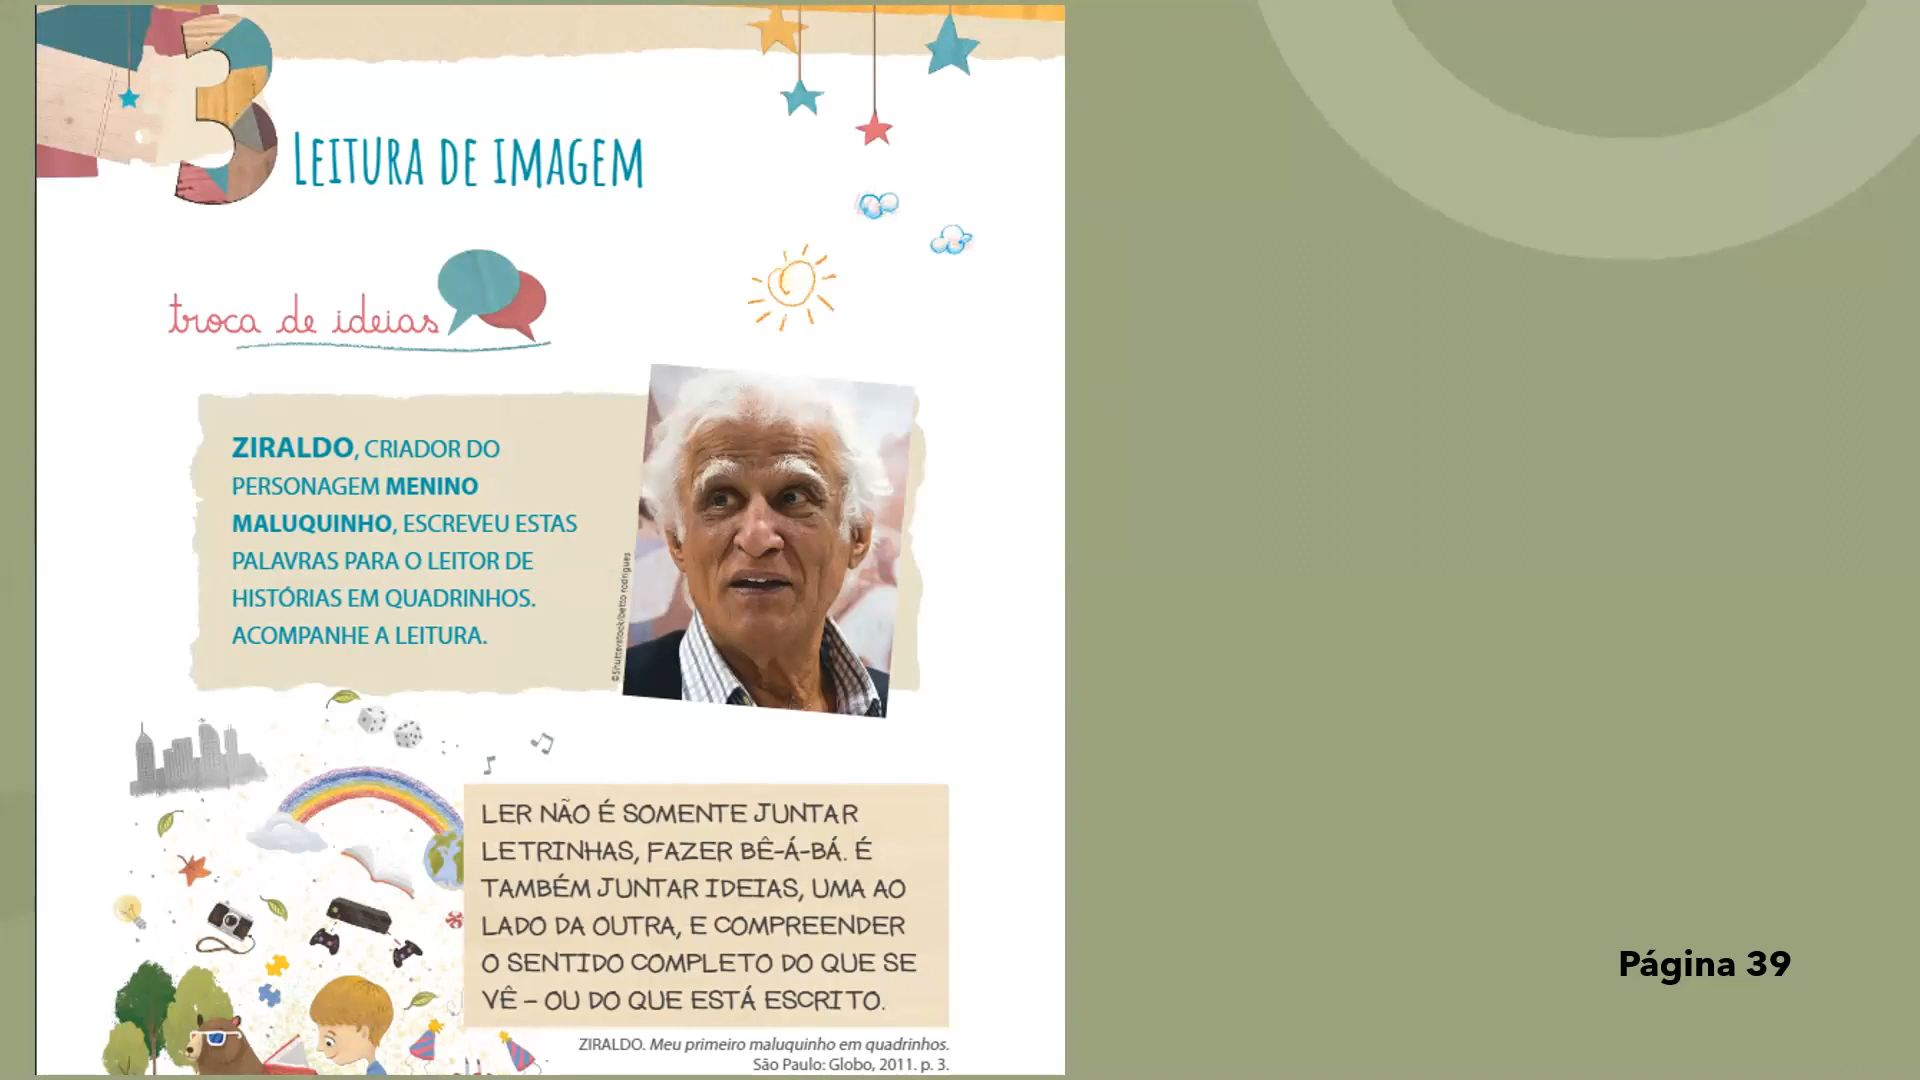 3
LEITURA DE IMAGEM
troca de ideias
ZIRALDO, CRIADOR DO
PERSONAGEM MENINO
MALUQUINHO, ESCREVEU ESTAS
PALAVRAS PARA O LEITOR DE
HISTÓRIAS EM QUADRINHOS.
ACOMPANHE A LEITURA.
©Shutterstock/betto rodrigues
LER NÃO É SOMENTE JUNTAR
LETRINHAS, FAZER BÊ-Á-BÁ. É
TAMBÉM JUNTAR IDEIAS, UMA AO
LADO DA OUTRA, E COMPREENDER
O SENTIDO COMPLETO DO QUE SE
VÊ – OU DO QUE ESTÁ ESCRITO.
ZIRALDO. Meu primeiro maluquinho em quadrinhos.
São Paulo: Globo, 2011. p. 3.
Página 39